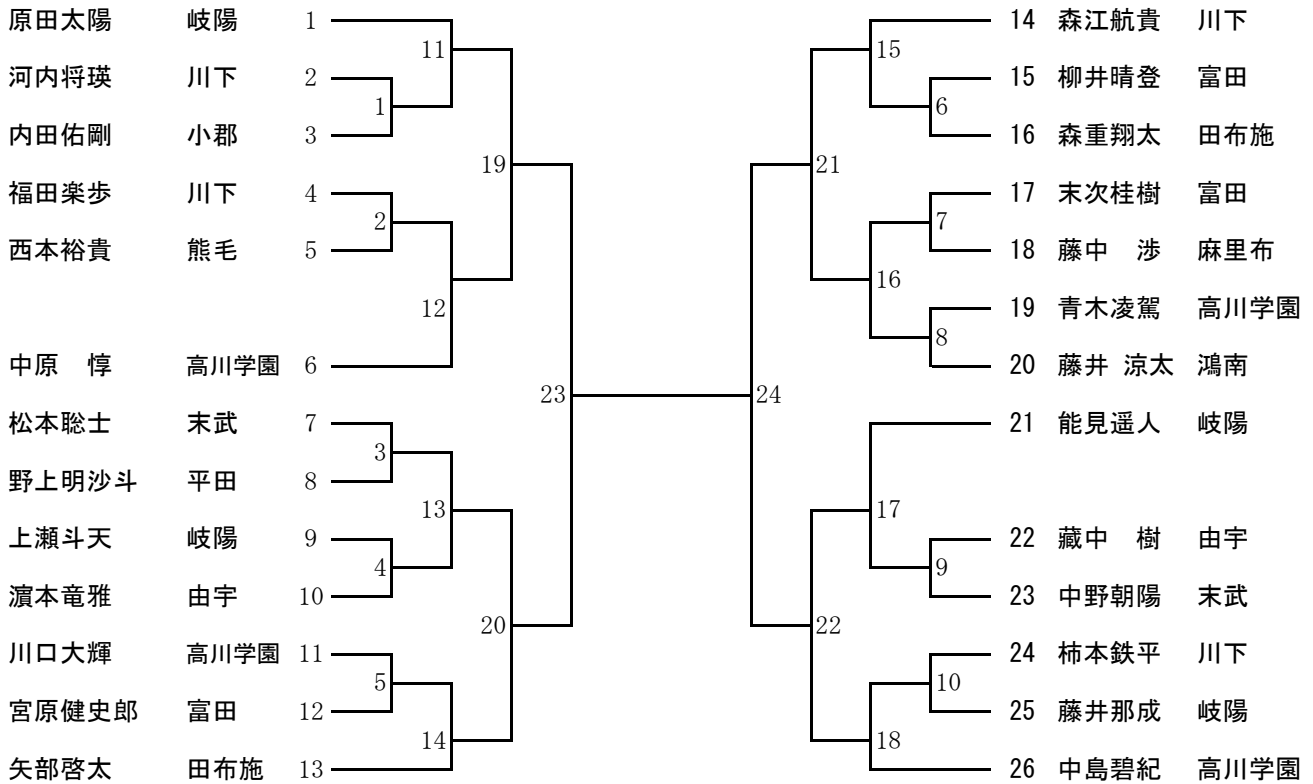 原田太陽 岐陽 1
河内将瑛 川下 2
内田佑剛 小郡 3
福田楽歩 川下 4
西本裕貴 熊毛 5
中原 惇 高川学園 6
松本聡士 末武 7
野上明沙斗 平田 8
上瀬斗天 岐陽 9
濵本竜雅 由宇 10
川口大輝 高川学園 11
宮原健史郎 富田 12
矢部啓太 田布施 13
11
1
19
2
12
23
3
13
4
20
5
14
14 森江航貴 川下
15 柳井晴登 富田
16 森重翔太 田布施
17 末次桂樹 富田
18 藤中 渉 麻里布
19 青木凌駕 高川学園
20 藤井 涼太 鴻南
21 能見遥人 岐陽
22 藏中 樹 由宇
23 中野朝陽 末武
24 柿本鉄平 川下
25 藤井那成 岐陽
26 中島碧紀 高川学園
15
6
21
7
16
8
24
17
9
22
10
18